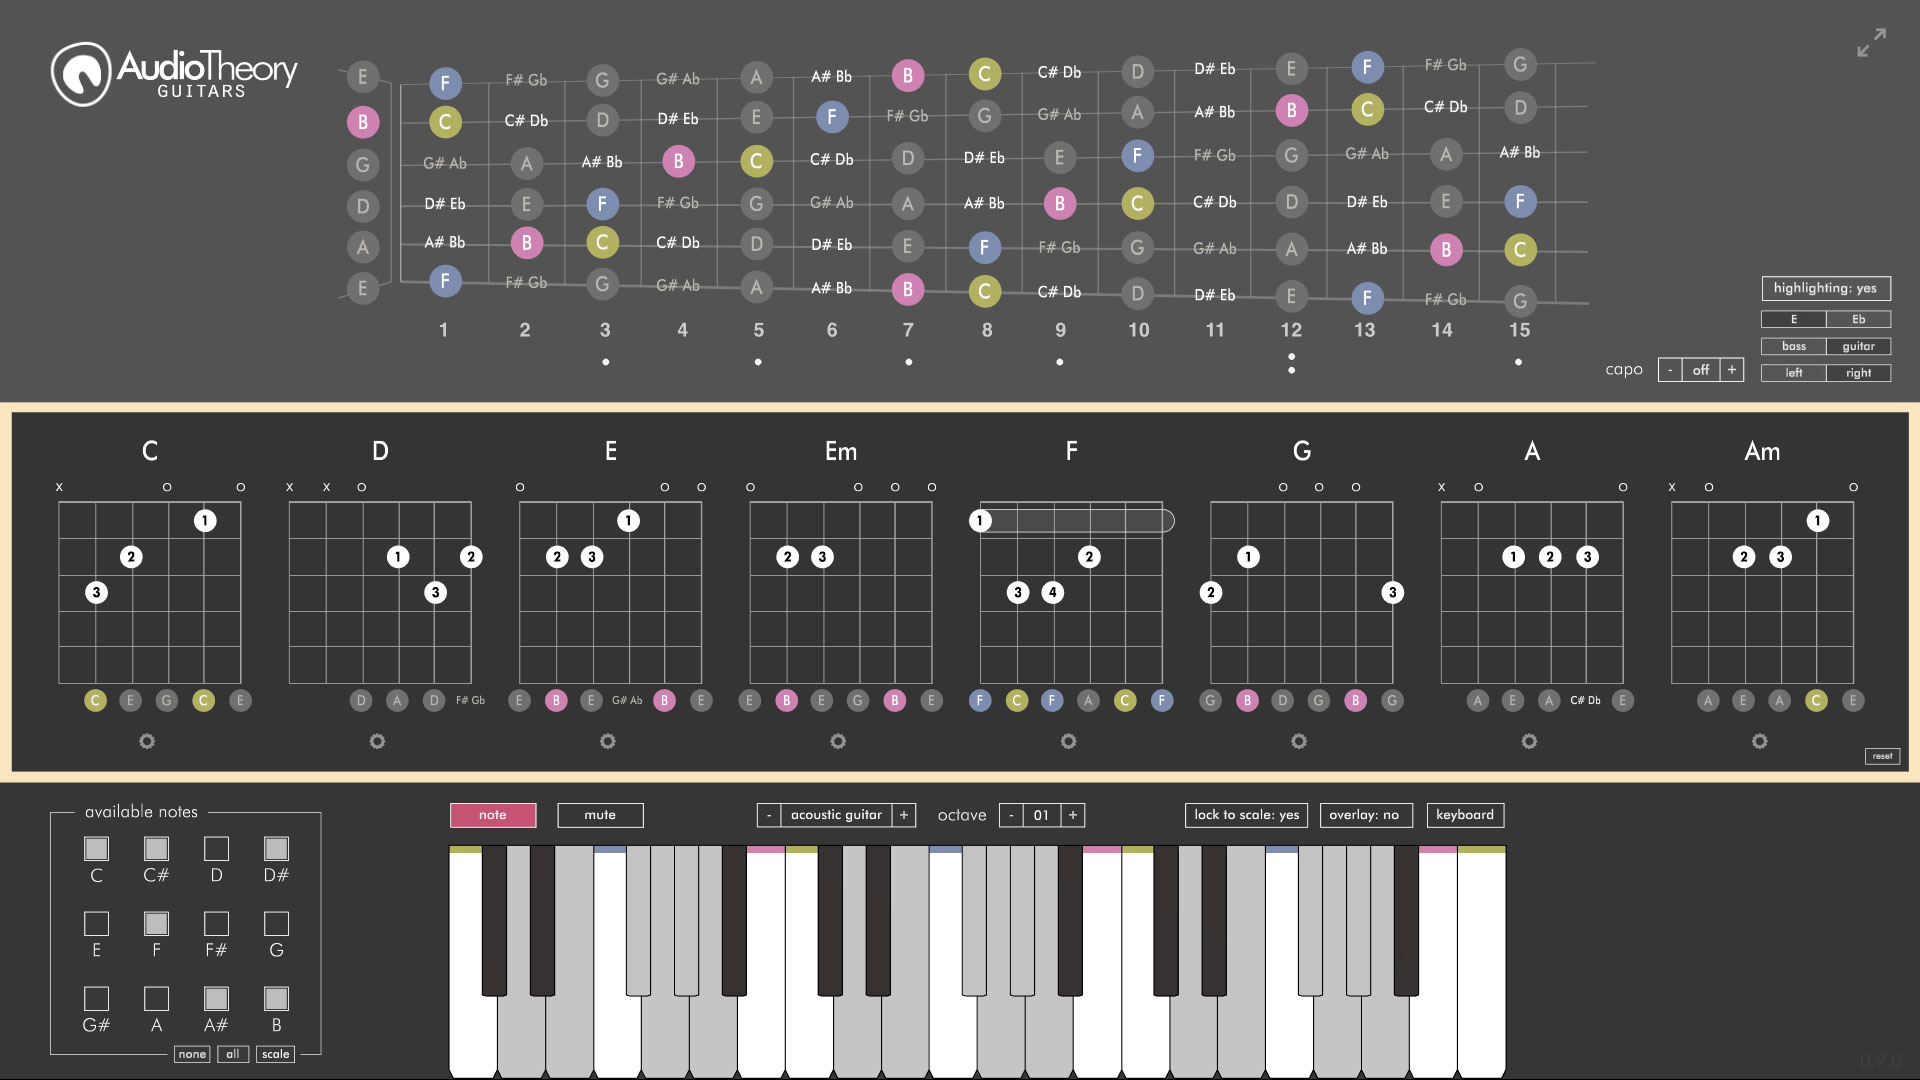 AudioTheory
GUITARS
E F F# Gb G G# Ab A A# Bb B C C# Db D D# Eb E F F# Gb G
B C C# Db D D# Eb E F F# Gb G G# Ab A A# Bb B C C# Db D
G G# Ab A A# Bb B C C# Db D D# Eb E F F# Gb G G# Ab A A# Bb
D D# Eb E F F# Gb G G# Ab A A# Bb B C C# Db D D# Eb E F
A A# Bb B C C# Db D D# Eb E F F# Gb G G# Ab A A# Bb B C
E F F# Gb G G# Ab A A# Bb B C C# Db D D# Eb E F F# Gb G
1 2 3 4 5 6 7 8 9 10 11 12 13 14 15
highlighting: yes
E Eb
bass guitar
capo - off + left right
C D E Em F G A Am
x o o x x o o o o o o o o o o o x o o x o o
1 1 1 1
2 1 2 2 3 2 3 2 1 1 2 3 2 3
3 3 3 4 2 3
C E G C E D A D F# Gb E B E G# Ab B E E B E G B E F C F A C F G B D G B G A E A C# Db E A E A C E
reset
available notes
C C# D D#
E F F# G
G# A A# B
none all scale
note mute - acoustic guitar + octave - 01 + lock to scale: yes overlay: no keyboard
0.9.0